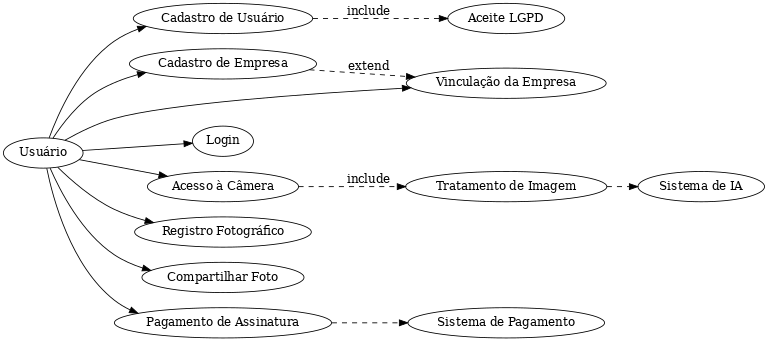 Cadastro de Usuário
include
Aceite LGPD
Cadastro de Empresa
extend
Vinculação da Empresa
Usuário
Login
Acesso à Câmera
include
Tratamento de Imagem
Sistema de IA
Registro Fotográfico
Compartilhar Foto
Pagamento de Assinatura
Sistema de Pagamento